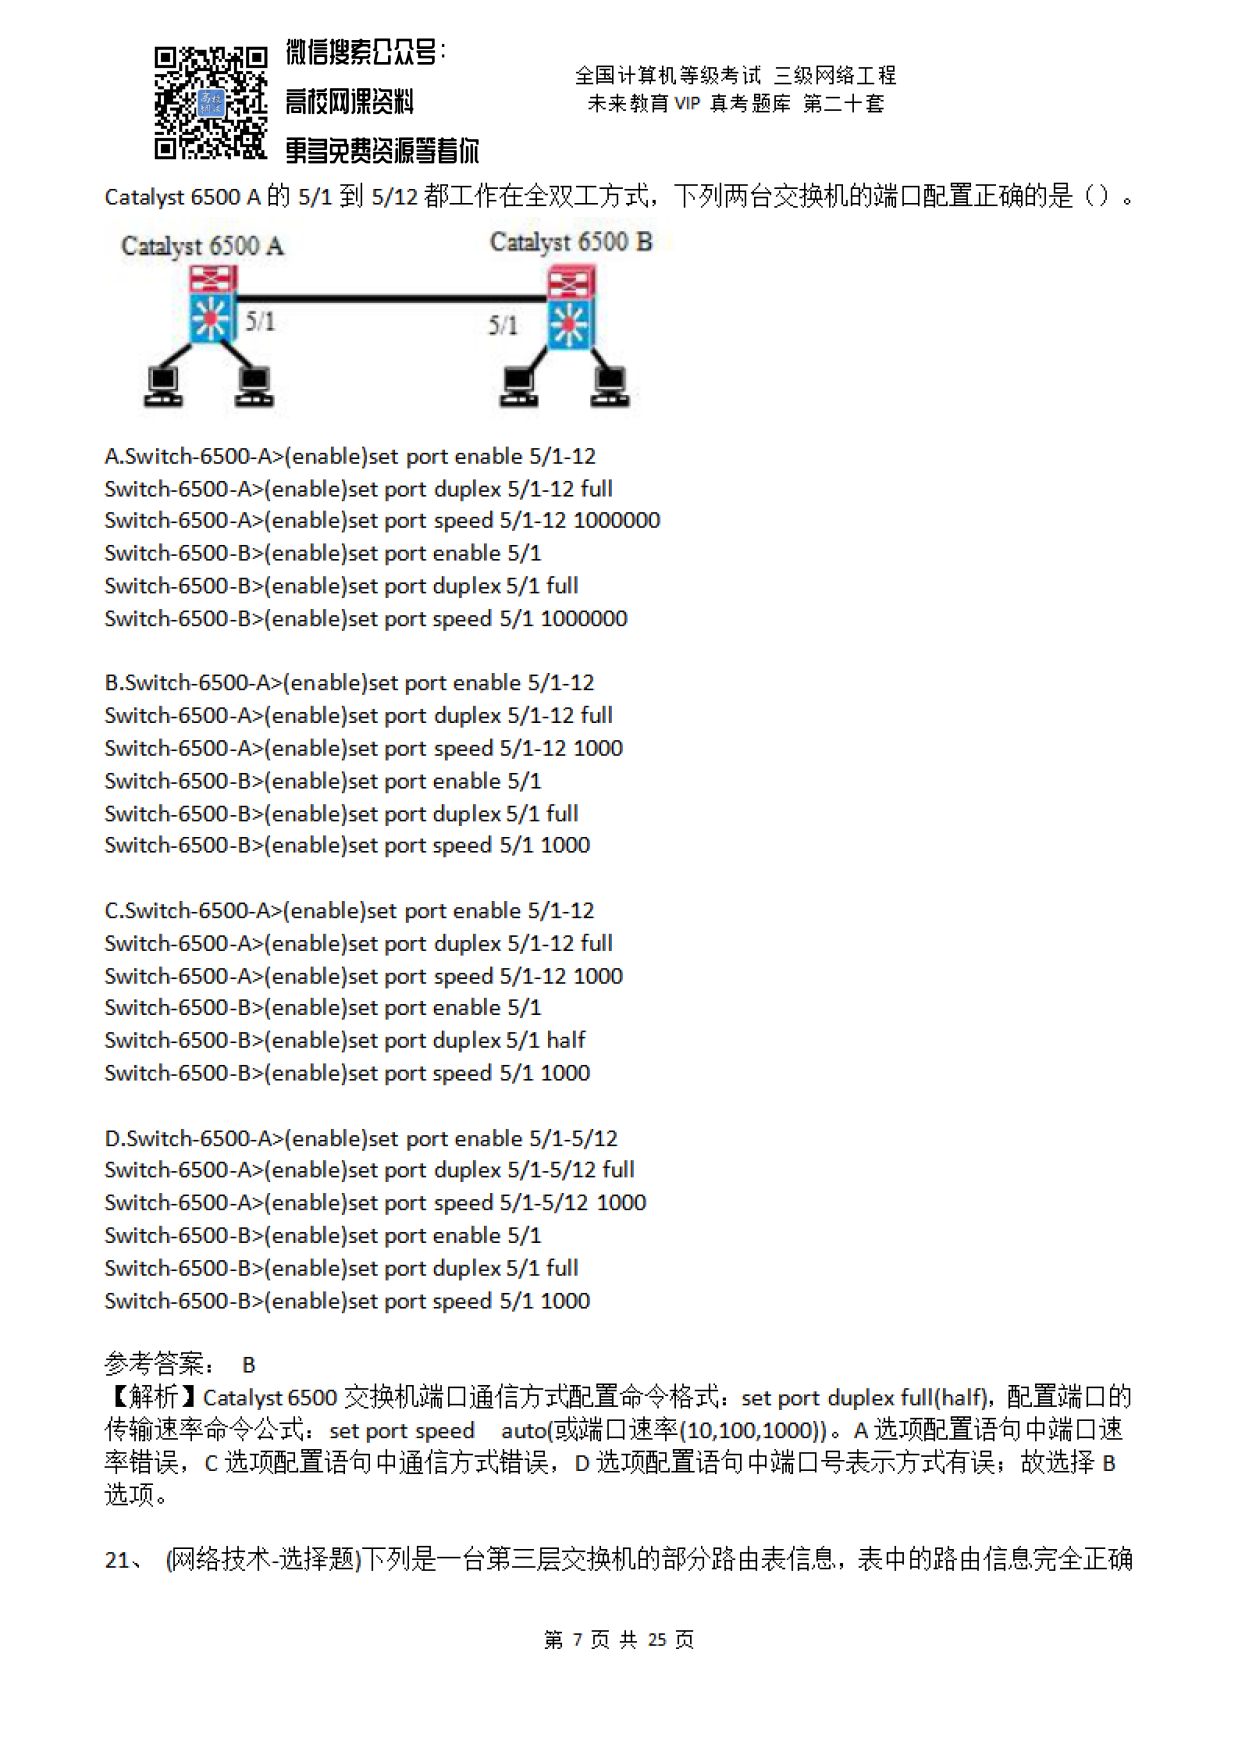 微信搜索公众号：
高校网课资料
更多免费资源等着你
全国计算机等级考试 三级网络工程
未来教育 VIP 真考题库 第二十套
Catalyst 6500 A 的 5/1 到 5/12 都工作在全双工方式，下列两台交换机的端口配置正确的是（）。
Catalyst 6500 A
Catalyst 6500 B
5/1
5/1
A.Switch-6500-A>(enable)set port enable 5/1-12
Switch-6500-A>(enable)set port duplex 5/1-12 full
Switch-6500-A>(enable)set port speed 5/1-12 1000000
Switch-6500-B>(enable)set port enable 5/1
Switch-6500-B>(enable)set port duplex 5/1 full
Switch-6500-B>(enable)set port speed 5/1 1000000
B.Switch-6500-A>(enable)set port enable 5/1-12
Switch-6500-A>(enable)set port duplex 5/1-12 full
Switch-6500-A>(enable)set port speed 5/1-12 1000
Switch-6500-B>(enable)set port enable 5/1
Switch-6500-B>(enable)set port duplex 5/1 full
Switch-6500-B>(enable)set port speed 5/1 1000
C.Switch-6500-A>(enable)set port enable 5/1-12
Switch-6500-A>(enable)set port duplex 5/1-12 full
Switch-6500-A>(enable)set port speed 5/1-12 1000
Switch-6500-B>(enable)set port enable 5/1
Switch-6500-B>(enable)set port duplex 5/1 half
Switch-6500-B>(enable)set port speed 5/1 1000
D.Switch-6500-A>(enable)set port enable 5/1-5/12
Switch-6500-A>(enable)set port duplex 5/1-5/12 full
Switch-6500-A>(enable)set port speed 5/1-5/12 1000
Switch-6500-B>(enable)set port enable 5/1
Switch-6500-B>(enable)set port duplex 5/1 full
Switch-6500-B>(enable)set port speed 5/1 1000
参考答案： B
【解析】Catalyst 6500 交换机端口通信方式配置命令格式：set port duplex full(half)，配置端口的
传输速率命令公式：set port speed auto(或端口速率(10,100,1000))。A 选项配置语句中端口速
率错误，C 选项配置语句中通信方式错误，D 选项配置语句中端口号表示方式有误；故选择 B
选项。
21、 (网络技术-选择题)下列是一台第三层交换机的部分路由表信息，表中的路由信息完全正确
第 7 页 共 25 页